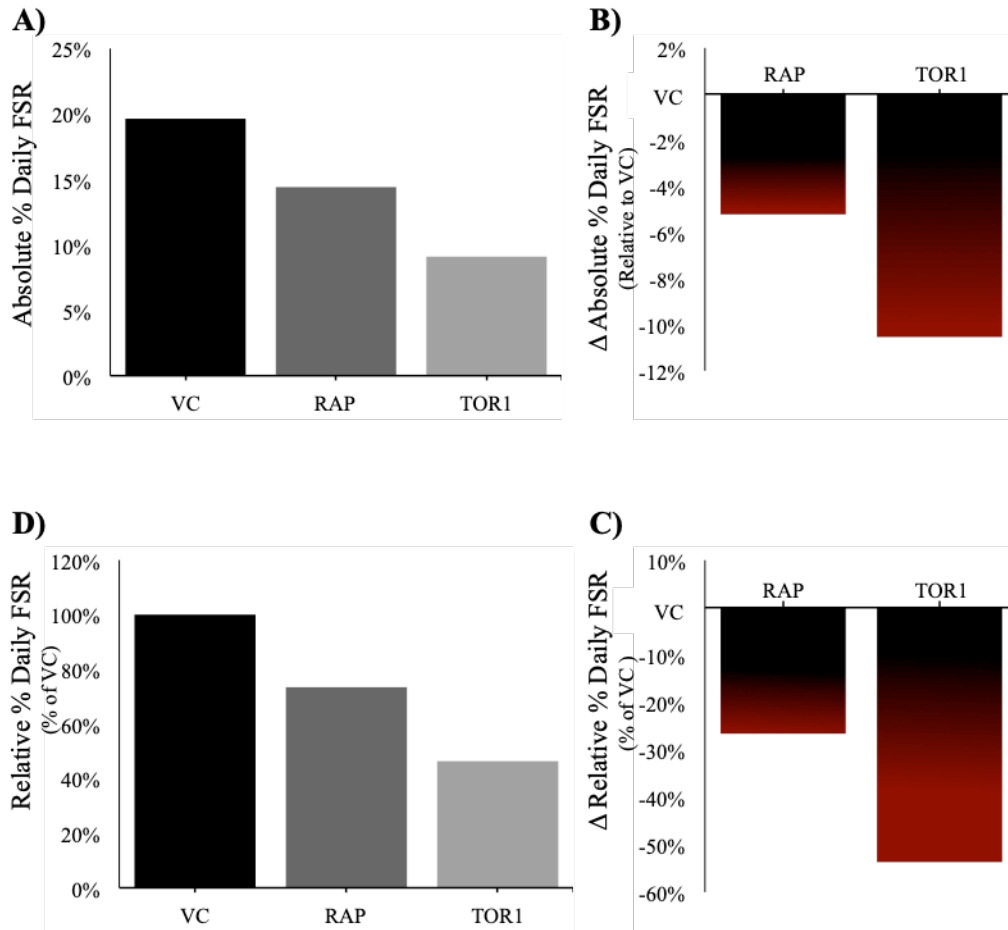 A)
Absolute % Daily FSR
25%
20%
15%
10%
5%
0%
VC
RAP
TOR1
B)
Δ Absolute % Daily FSR
(Relative to VC)
2%
VC
-2%
-4%
-6%
-8%
-10%
-12%
RAP
TOR1
D)
Relative % Daily FSR
(% of VC)
120%
100%
80%
60%
40%
20%
0%
VC
RAP
TOR1
C)
Δ Relative % Daily FSR
(% of VC )
10%
VC
-10%
-20%
-30%
-40%
-50%
-60%
RAP
TOR1